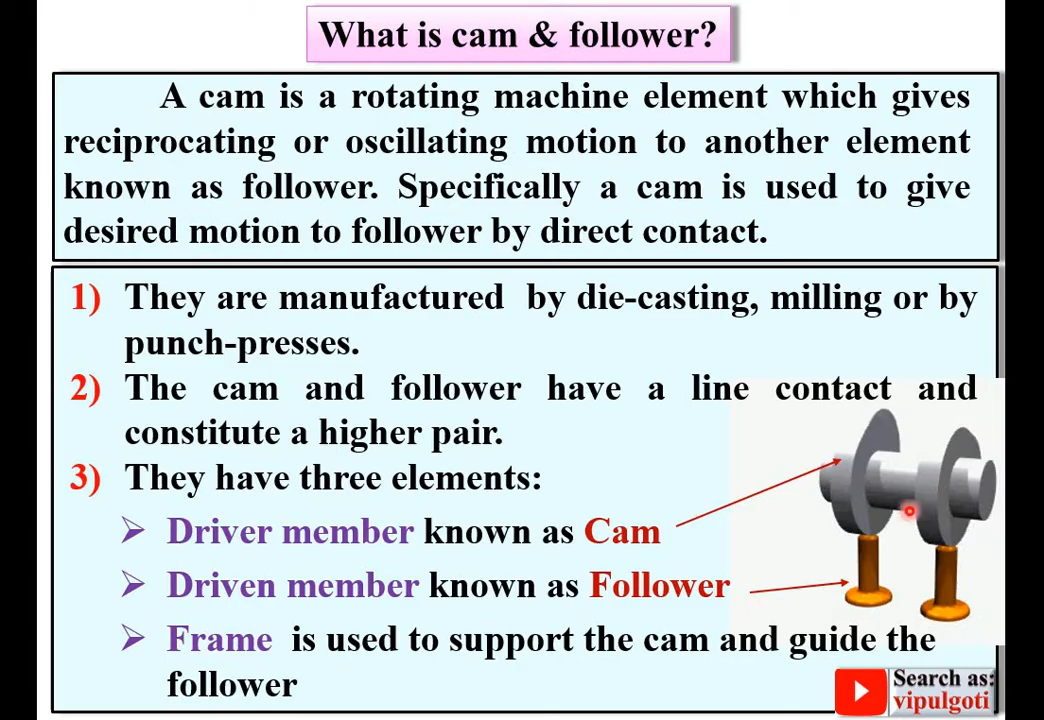 What is cam & follower?
A cam is a rotating machine element which gives
reciprocating or oscillating motion to another element
known as follower. Specifically a cam is used to give
desired motion to follower by direct contact.
1) They are manufactured by die-casting, milling or by
punch-presses.
2) The cam and follower have a line contact and
constitute a higher pair.
3) They have three elements:
➢ Driver member known as Cam
➢ Driven member known as Follower
➢ Frame is used to support the cam and guide the
follower
Search as:
vipulgoti